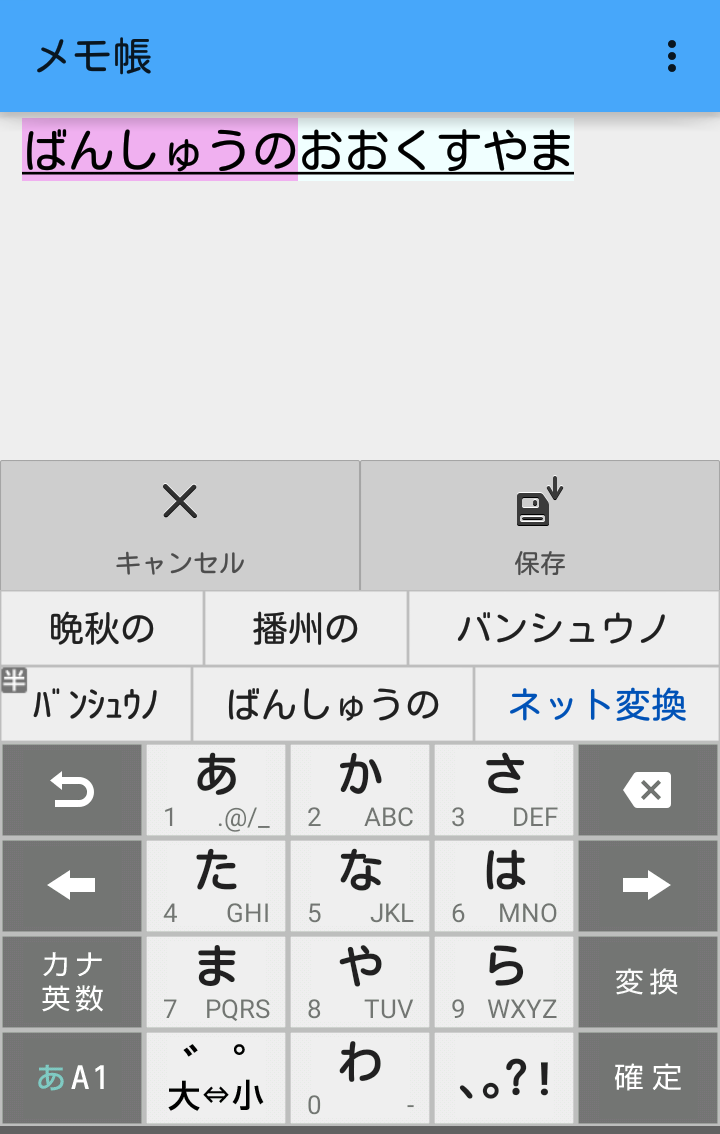 メモ帳
ばんしゅうのおおくすやま
キャンセル 保存
晩秋の 播州の バンシュウノ
半 ﾊﾞﾝｼｭｳﾉ ばんしゅうの ネット変換
あ か さ
1 .@/_ 2 ABC 3 DEF
た な は
4 GHI 5 JKL 6 MNO
カナ英数 ま や ら 変換
7 PQRS 8 TUV 9 WXYZ
あA1 ゛゜ わ 、。?! 確定
大⇔小 0 -